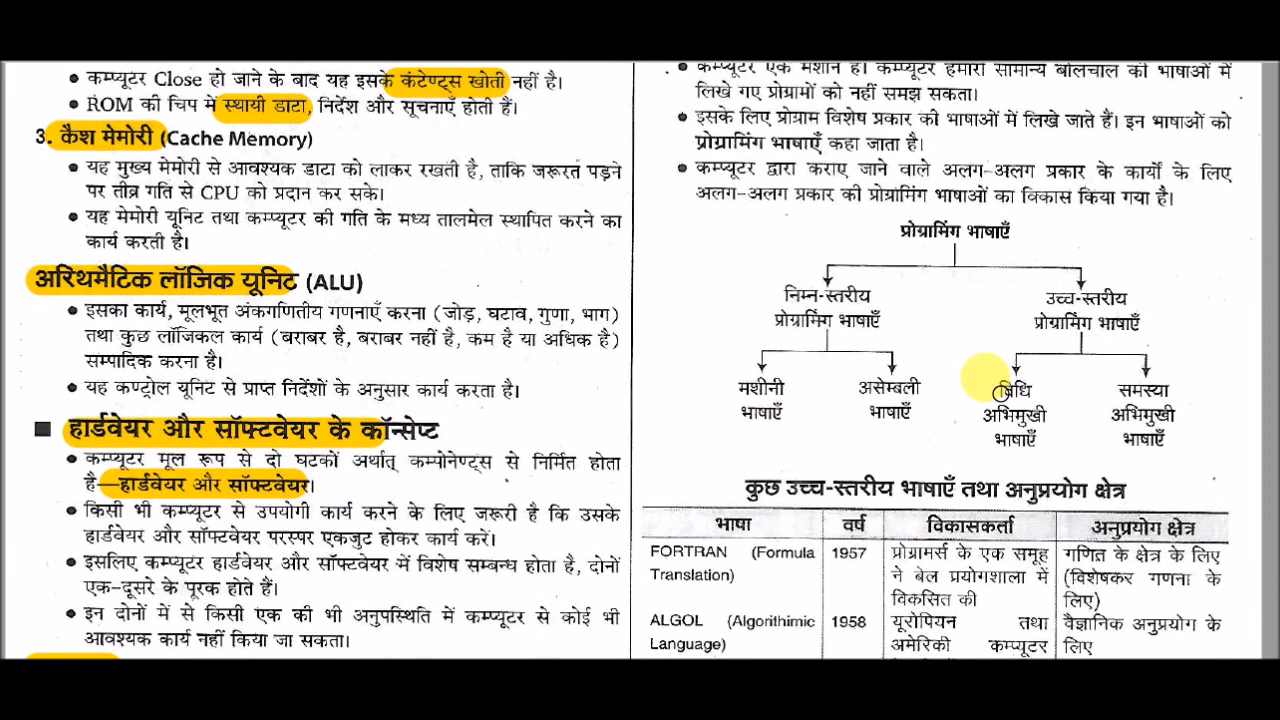 • कम्प्यूटर Close हो जाने के बाद यह इसके कंटेण्ट्स खोती नहीं है।
• ROM की चिप में स्थायी डाटा, निर्देश और सूचनाएँ होती हैं।
3. कैश मेमोरी (Cache Memory)
• यह मुख्य मेमोरी से आवश्यक डाटा को लाकर रखती है, ताकि जरूरत पड़ने
पर तीव्र गति से CPU को प्रदान कर सके।
• यह मेमोरी यूनिट तथा कम्प्यूटर की गति के मध्य तालमेल स्थापित करने का
कार्य करती है।
अरिथमैटिक लॉजिक यूनिट (ALU)
• इसका कार्य, मूलभूत अंकगणितीय गणनाएँ करना (जोड़, घटाव, गुणा, भाग)
तथा कुछ लॉजिकल कार्य (बराबर है, बराबर नहीं है, कम है या अधिक है)
सम्पादिक करना है।
• यह कण्ट्रोल यूनिट से प्राप्त निर्देशों के अनुसार कार्य करता है।
■ हार्डवेयर और सॉफ्टवेयर के कॉन्सेप्ट
• कम्प्यूटर मूल रूप से दो घटकों अर्थात् कम्पोनेण्ट्स से निर्मित होता
है—हार्डवेयर और सॉफ्टवेयर।
• किसी भी कम्प्यूटर से उपयोगी कार्य करने के लिए जरूरी है कि उसके
हार्डवेयर और सॉफ्टवेयर परस्पर एकजुट होकर कार्य करें।
• इसलिए कम्प्यूटर हार्डवेयर और सॉफ्टवेयर में विशेष सम्बन्ध होता है, दोनों
एक-दूसरे के पूरक होते हैं।
• इन दोनों में से किसी एक की भी अनुपस्थिति में कम्प्यूटर से कोई भी
आवश्यक कार्य नहीं किया जा सकता।
• कम्प्यूटर एक मशीन है। कम्प्यूटर हमारी सामान्य बोलचाल की भाषाओं में
लिखे गए प्रोग्रामों को नहीं समझ सकता।
• इसके लिए प्रोग्राम विशेष प्रकार की भाषाओं में लिखे जाते हैं। इन भाषाओं को
प्रोग्रामिंग भाषाएँ कहा जाता है।
• कम्प्यूटर द्वारा कराए जाने वाले अलग-अलग प्रकार के कार्यों के लिए
अलग-अलग प्रकार की प्रोग्रामिंग भाषाओं का विकास किया गया है।
प्रोग्रामिंग भाषाएँ
निम्न-स्तरीय उच्च-स्तरीय
प्रोग्रामिंग भाषाएँ प्रोग्रामिंग भाषाएँ
मशीनी असेम्बली विधि समस्या
भाषाएँ भाषाएँ अभिमुखी अभिमुखी
भाषाएँ भाषाएँ
कुछ उच्च-स्तरीय भाषाएँ तथा अनुप्रयोग क्षेत्र
भाषा वर्ष विकासकर्ता अनुप्रयोग क्षेत्र
FORTRAN (Formula 1957 प्रोग्रामर्स के एक समूह गणित के क्षेत्र के लिए
Translation) ने बेल प्रयोगशाला में (विशेषकर गणना के
विकसित की लिए)
ALGOL (Algorithimic 1958 यूरोपियन तथा वैज्ञानिक अनुप्रयोग के
Language) अमेरिकी कम्प्यूटर लिए